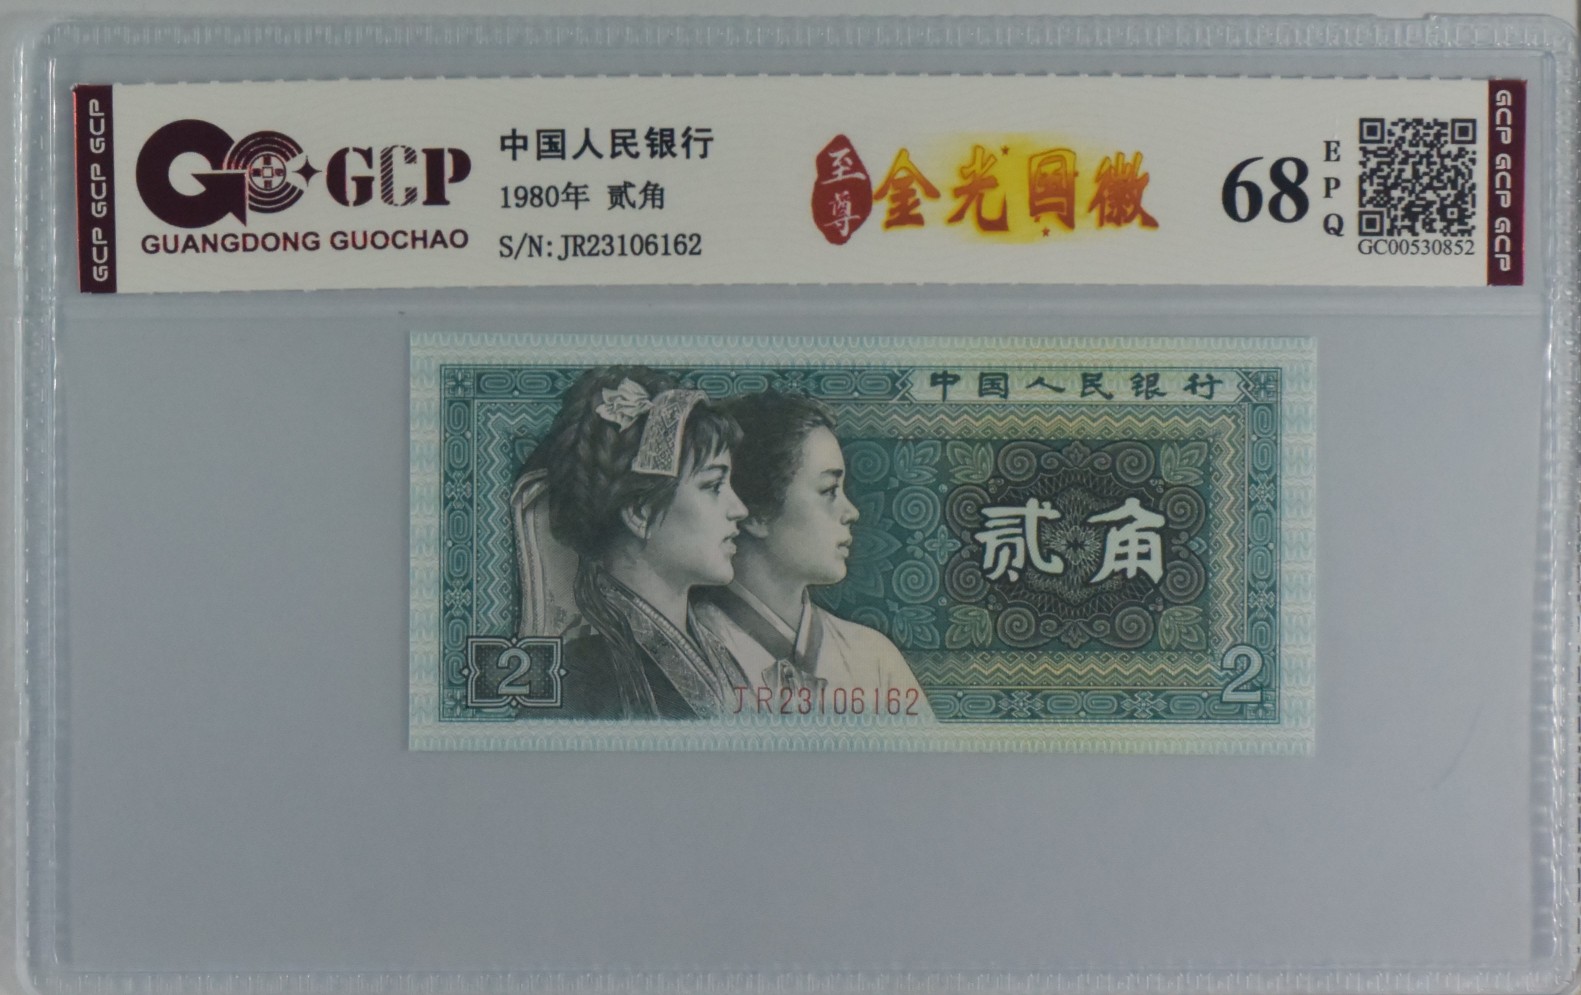 GCP GCP GCP
GCP
GUANGDONG GUOCHAO
中国人民银行
1980年 贰角
S/N:JR23106162
至尊
金光国徽
68
EPQ
GC00530852
GCP GCP GCP
中国人民银行
贰角
2
JR23106162
2